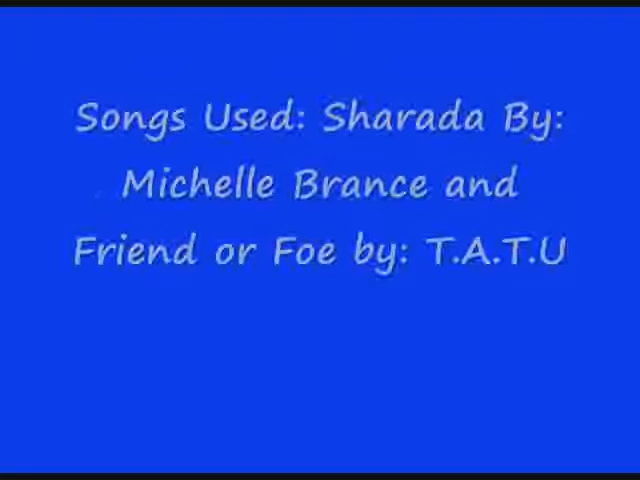 Songs Used: Sharada By:
Michelle Brance and
Friend or Foe by: T.A.T.U